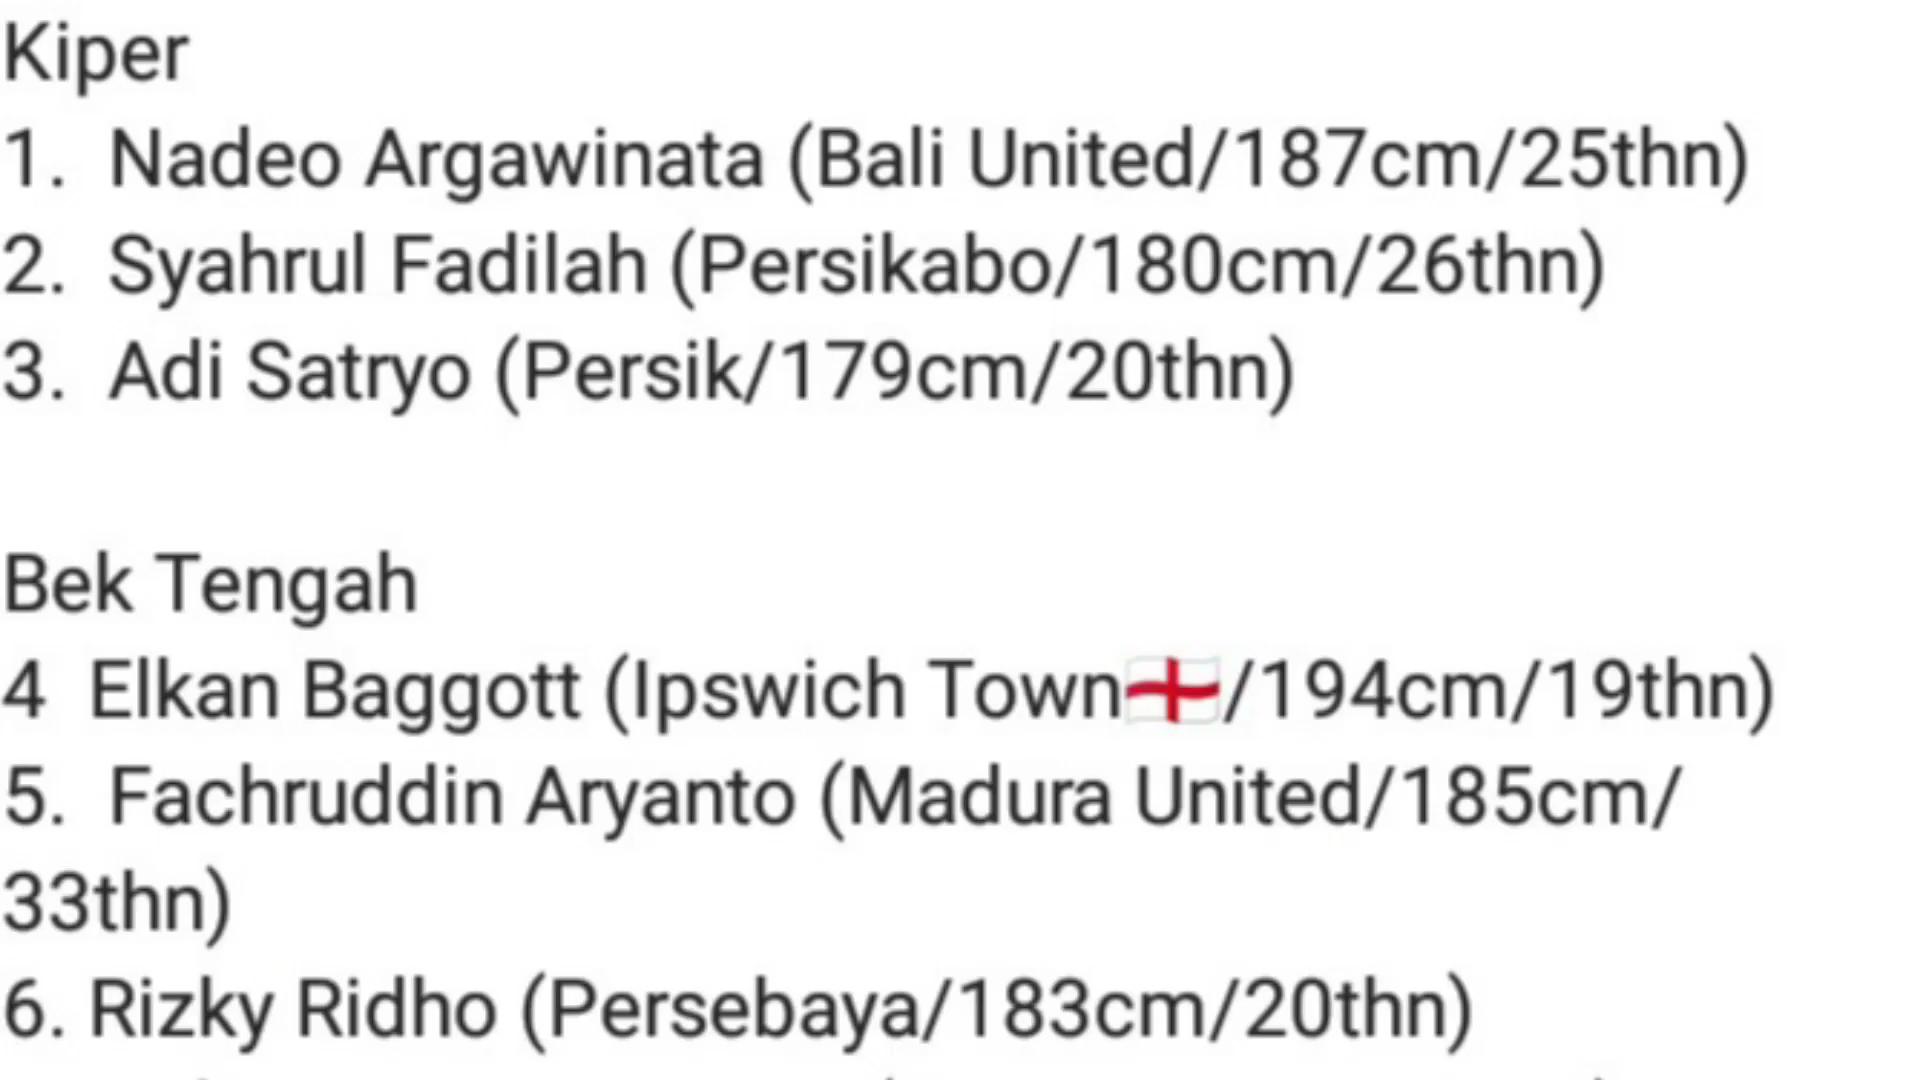 Kiper
1. Nadeo Argawinata (Bali United/187cm/25thn)
2. Syahrul Fadilah (Persikabo/180cm/26thn)
3. Adi Satryo (Persik/179cm/20thn)
Bek Tengah
4 Elkan Baggott (Ipswich Town🏴󠁧󠁢󠁥󠁮󠁧󠁿/194cm/19thn)
5. Fachruddin Aryanto (Madura United/185cm/
33thn)
6. Rizky Ridho (Persebaya/183cm/20thn)